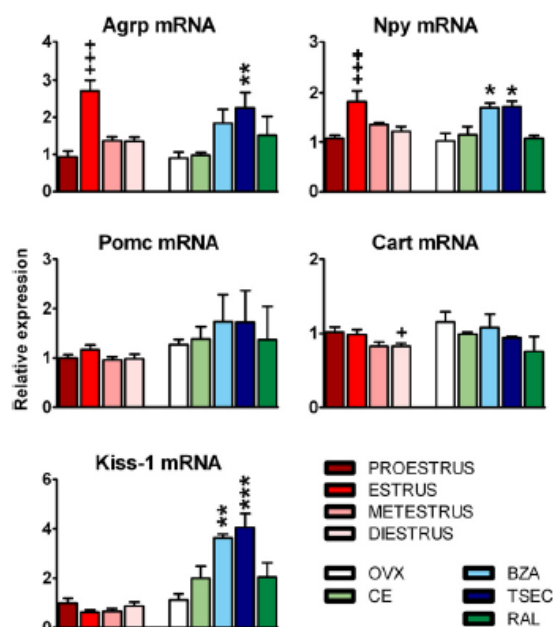 Agrp mRNA
4
3
2
1
0
+++
**
Npy mRNA
3
2
1
0
+++
*
*
Relative expression
Pomc mRNA
3
2
1
0
Cart mRNA
2
1
0
+
Kiss-1 mRNA
6
4
2
0
**
***
PROESTRUS
ESTRUS
METESTRUS
DIESTRUS
OVX
CE
BZA
TSEC
RAL